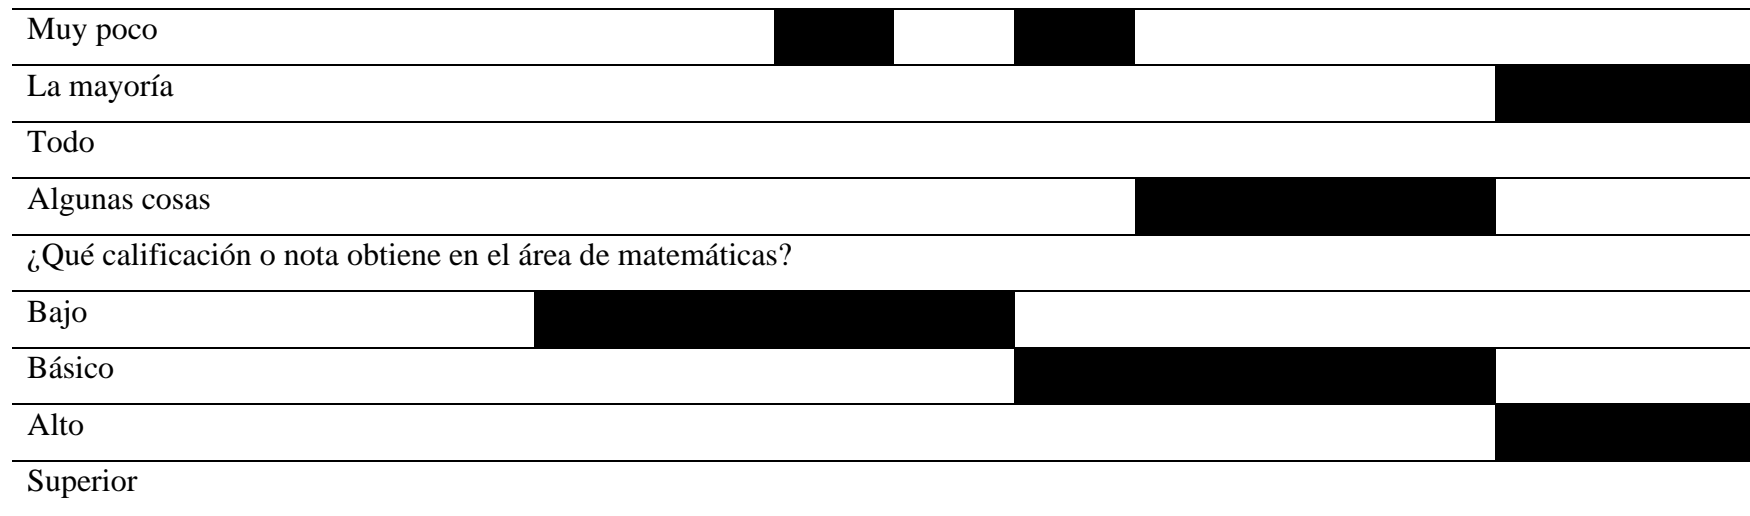 Muy poco
La mayoría
Todo
Algunas cosas
¿Qué calificación o nota obtiene en el área de matemáticas?
Bajo
Básico
Alto
Superior